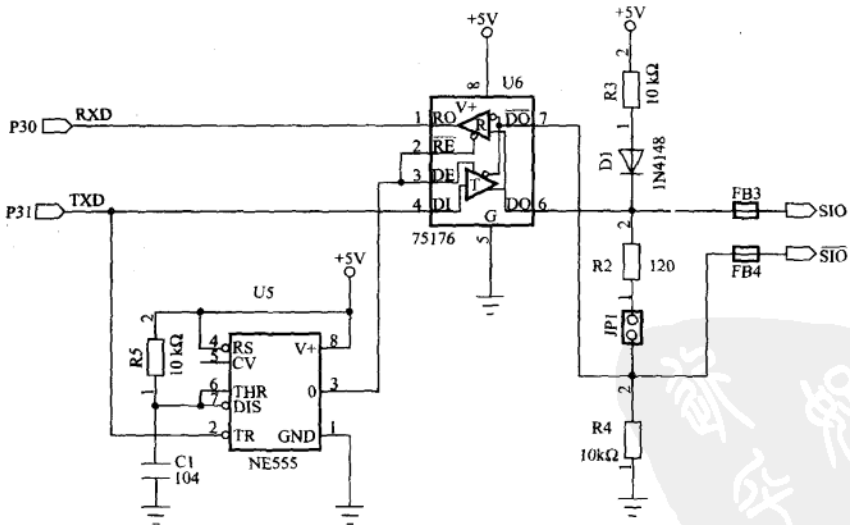 +5V
+5V
U6
R3
10 kΩ
2
1
8
V+
P30
RXD
1
RO
R
DO
7
D1
1N4148
2
RE
3
DE
T
FB3
P31
TXD
4
DI
DO
6
SIO
75176
G
5
2
R2
120
1
FB4
SIO
JP1
+5V
U5
2
R5
10 kΩ
1
4
RS
V+
8
5
CV
6
THR
0
3
7
DIS
2
TR
GND
1
NE555
C1
104
2
R4
10kΩ
1